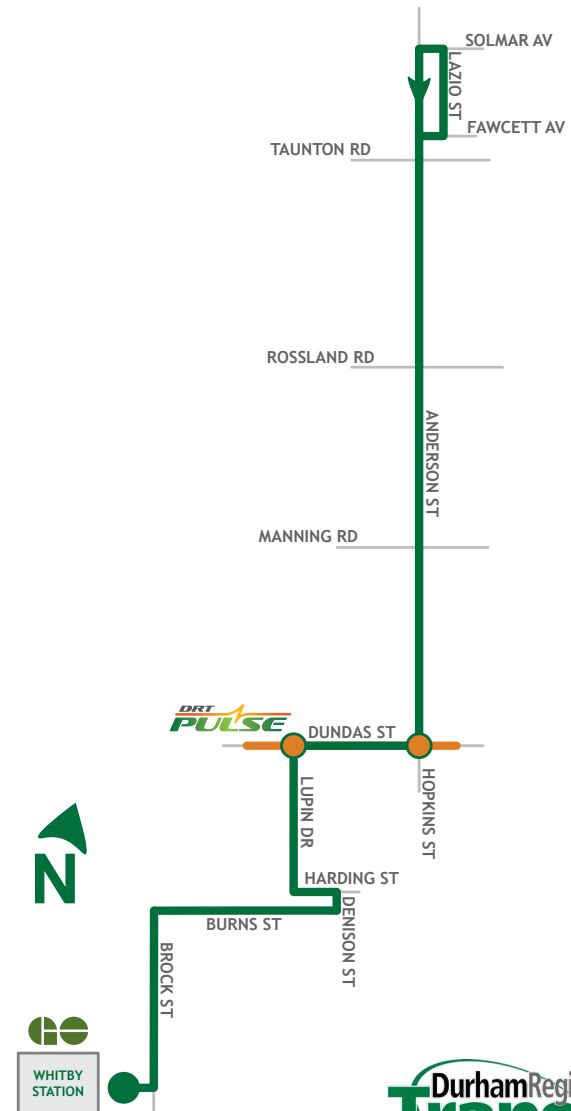 SOLMAR AV
LAZIO ST
FAWCETT AV
TAUNTON RD
ROSSLAND RD
ANDERSON ST
MANNING RD
DRT
PULSE
DUNDAS ST
LUPIN DR
HOPKINS ST
N
HARDING ST
DENISON ST
BURNS ST
BROCK ST
GO
WHITBY
STATION
DurhamRegi